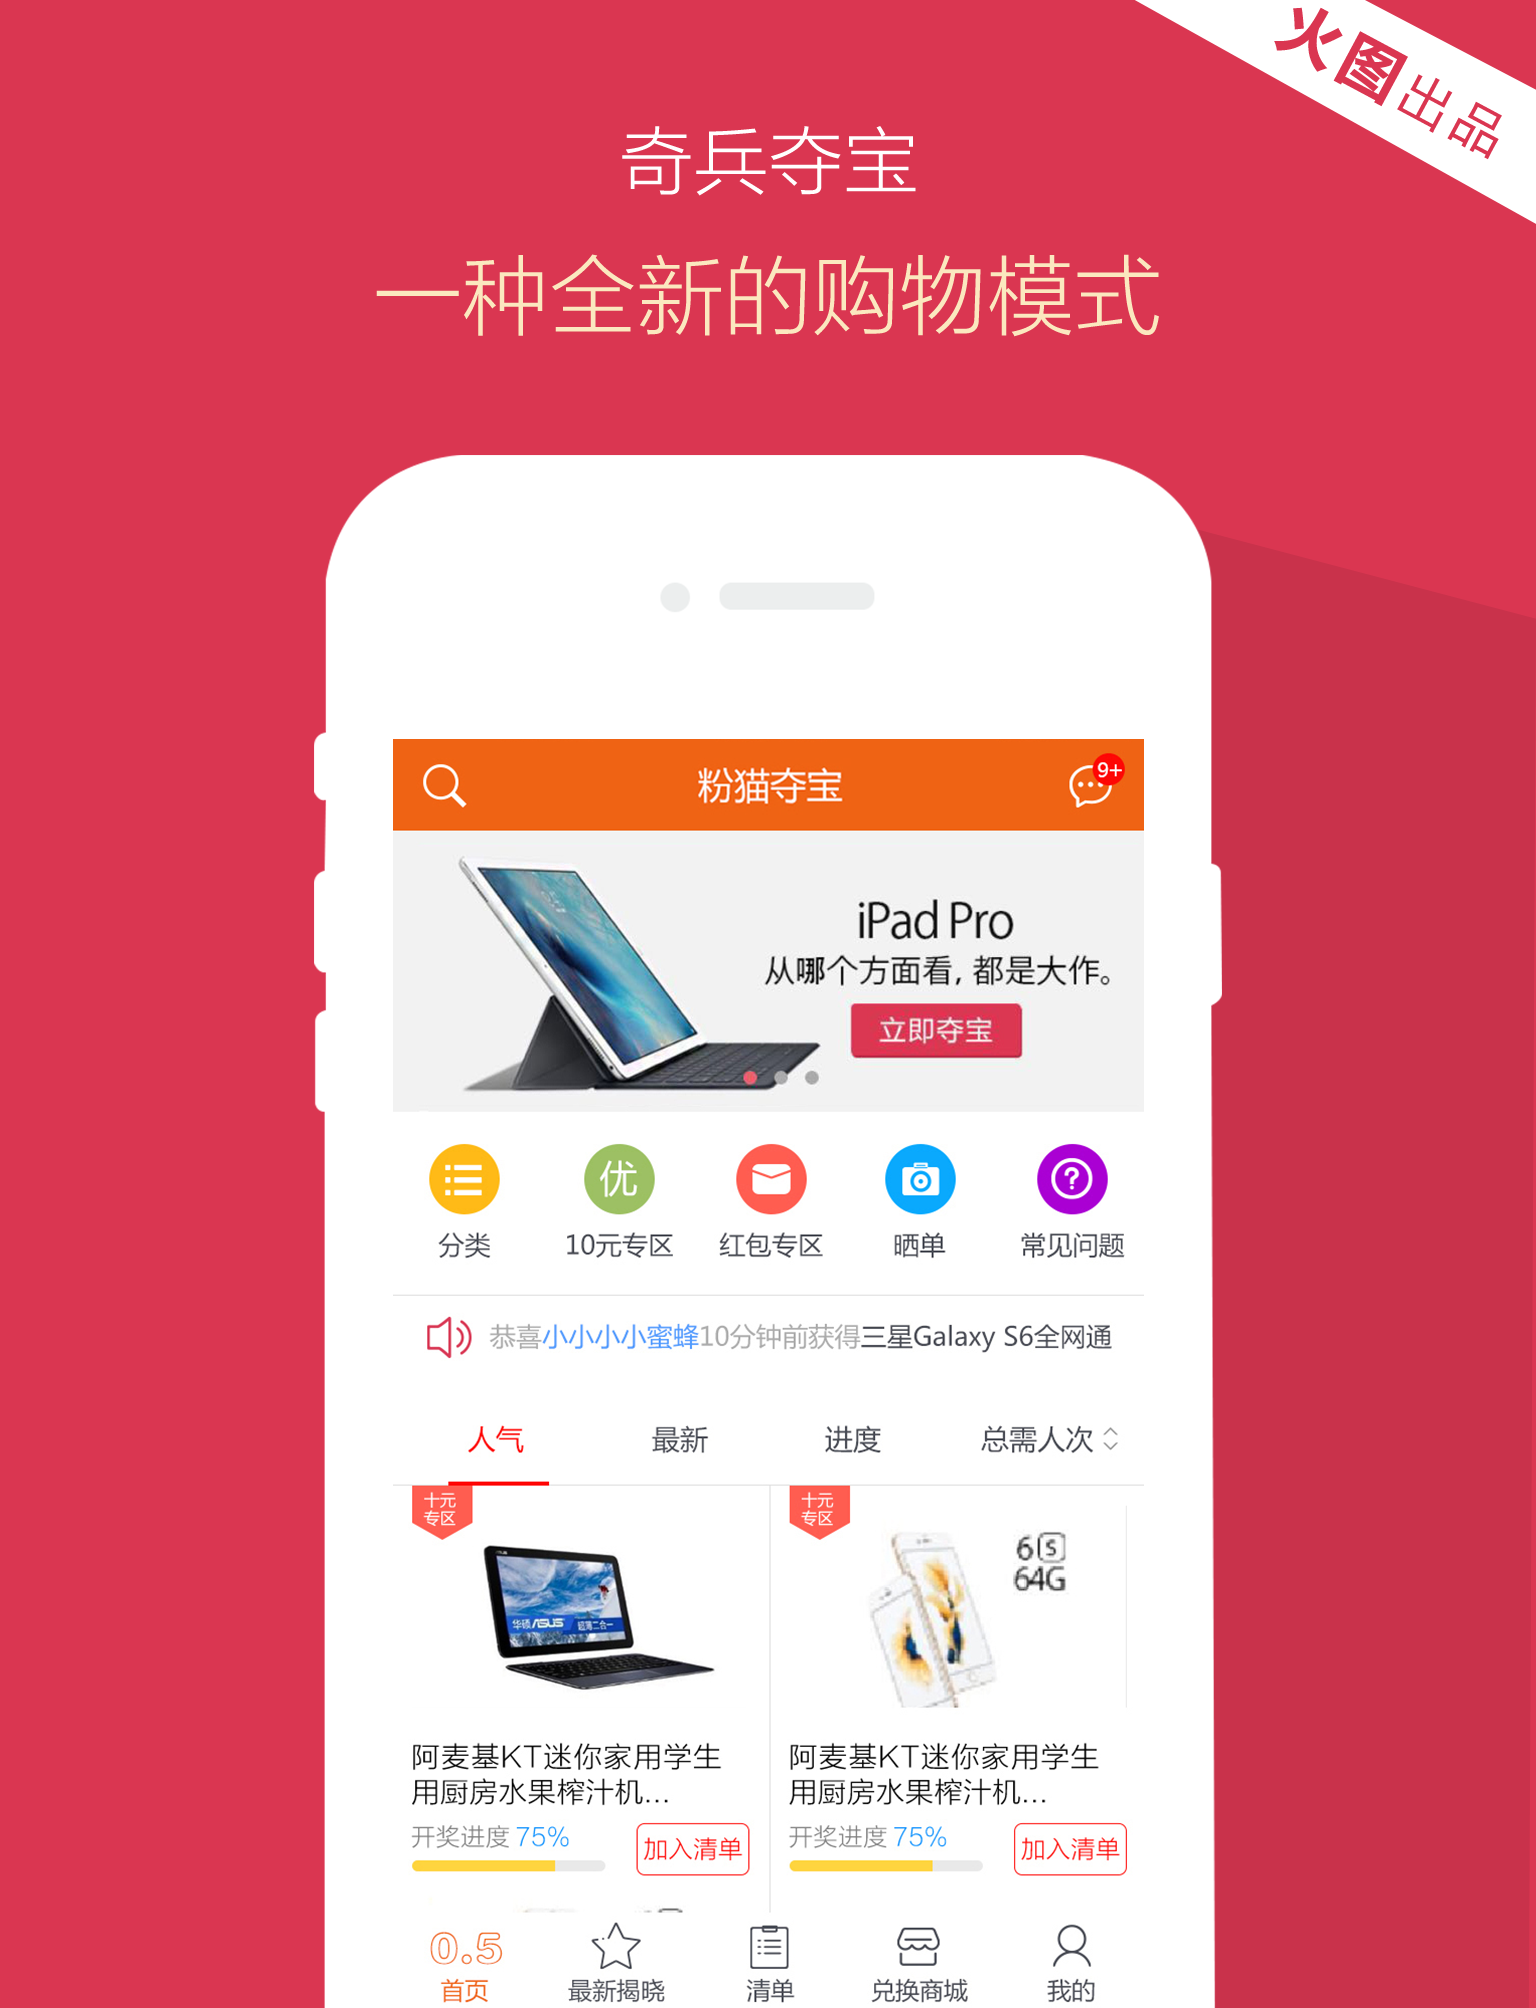 火图出品
奇兵夺宝
一种全新的购物模式
粉猫夺宝
9+
iPad Pro
从哪个方面看，都是大作。
立即夺宝
优
分类 10元专区 红包专区 晒单 常见问题
恭喜小小小小蜜蜂10分钟前获得三星Galaxy S6全网通
人气 最新 进度 总需人次
十元
专区
十元
专区
华硕 ASUS 超薄二合一
6S
64G
阿麦基KT迷你家用学生
用厨房水果榨汁机...
开奖进度 75%
加入清单
阿麦基KT迷你家用学生
用厨房水果榨汁机...
开奖进度 75%
加入清单
0.5
首页 最新揭晓 清单 兑换商城 我的